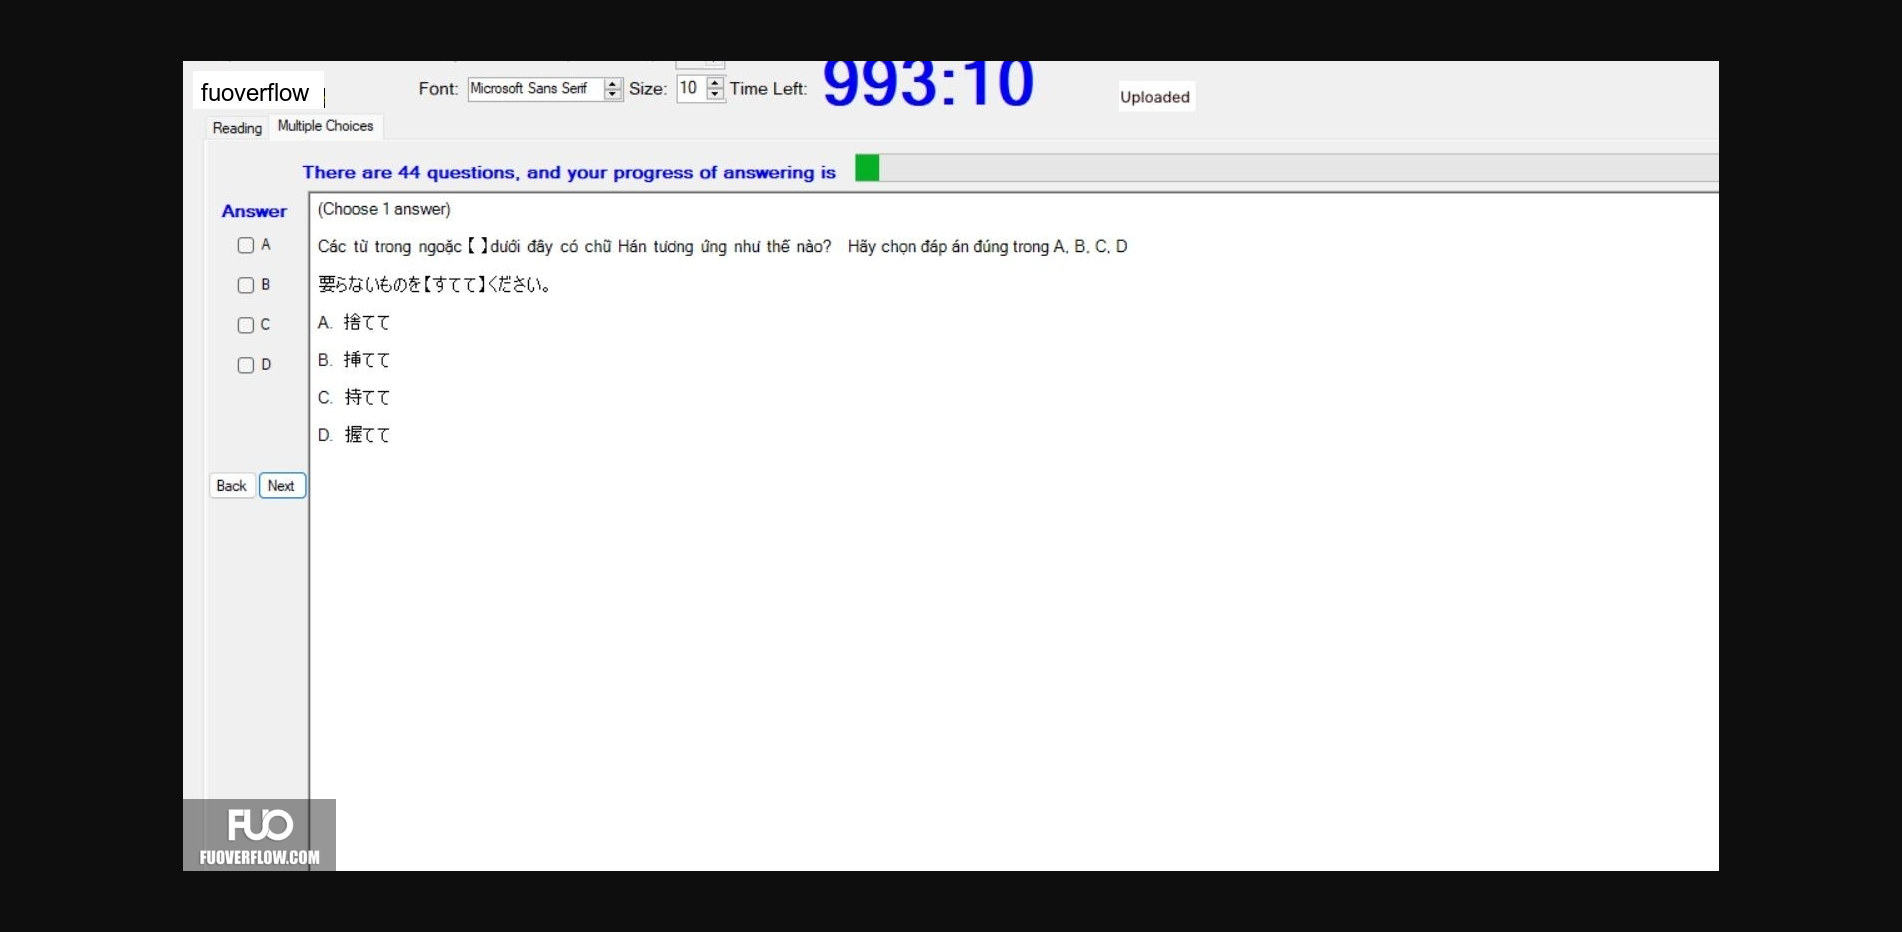 fuoverflow
Font: Microsoft Sans Serif Size: 10 Time Left: 993:10
Uploaded
Reading Multiple Choices
There are 44 questions, and your progress of answering is
Answer
A
B
C
D
Back Next
(Choose 1 answer)
Các từ trong ngoặc【 】dưới đây có chữ Hán tương ứng như thế nào? Hãy chọn đáp án đúng trong A, B, C, D
要らないものを【すてて】ください。
A. 捨てて
B. 挿てて
C. 持てて
D. 握てて
FUO
FUOVERFLOW.COM